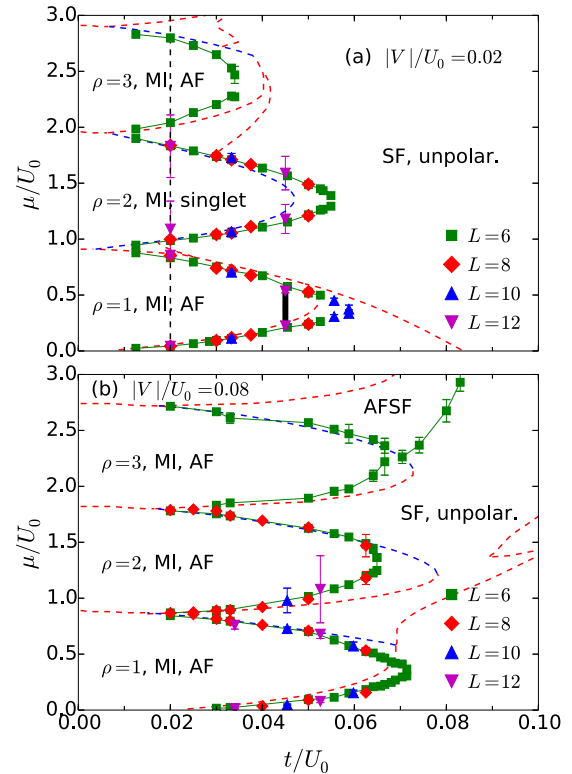 3.0
(a) |V|/U₀ =0.02
2.5
ρ=3, MI, AF
2.0
μ/U₀
SF, unpolar.
1.5
ρ=2, MI, singlet
L=6
1.0
L=8
0.5
ρ=1, MI, AF
L=10
L=12
0.0
3.0
(b) |V|/U₀ =0.08
AFSF
2.5
ρ=3, MI, AF
2.0
SF, unpolar.
μ/U₀
1.5
ρ=2, MI, AF
1.0
L=6
L=8
0.5
ρ=1, MI, AF
L=10
L=12
0.0
0.00 0.02 0.04 0.06 0.08 0.10
t/U₀